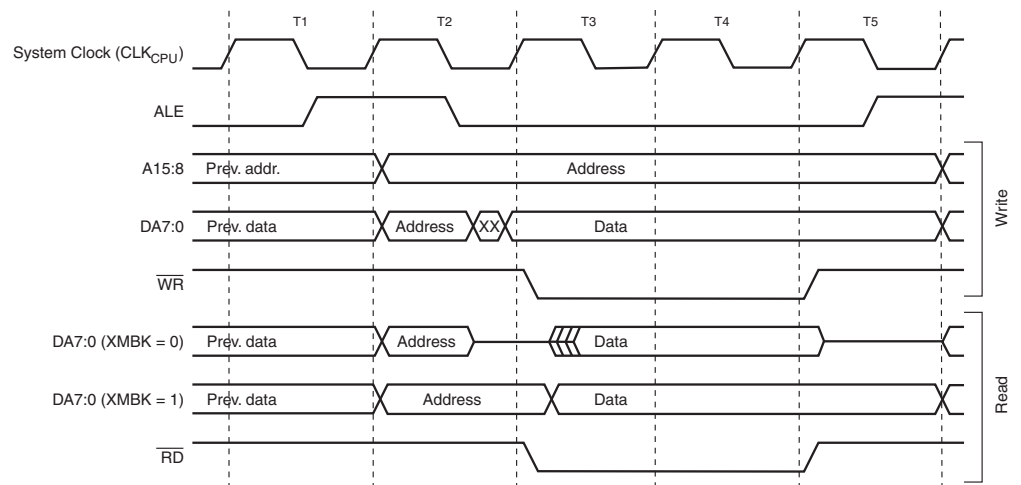 T1 T2 T3 T4 T5
System Clock (CLKCPU)
ALE
A15:8 Prev. addr. Address
DA7:0 Prev. data Address XX Data
WR
Write
DA7:0 (XMBK = 0) Prev. data Address Data
DA7:0 (XMBK = 1) Prev. data Address Data
RD
Read